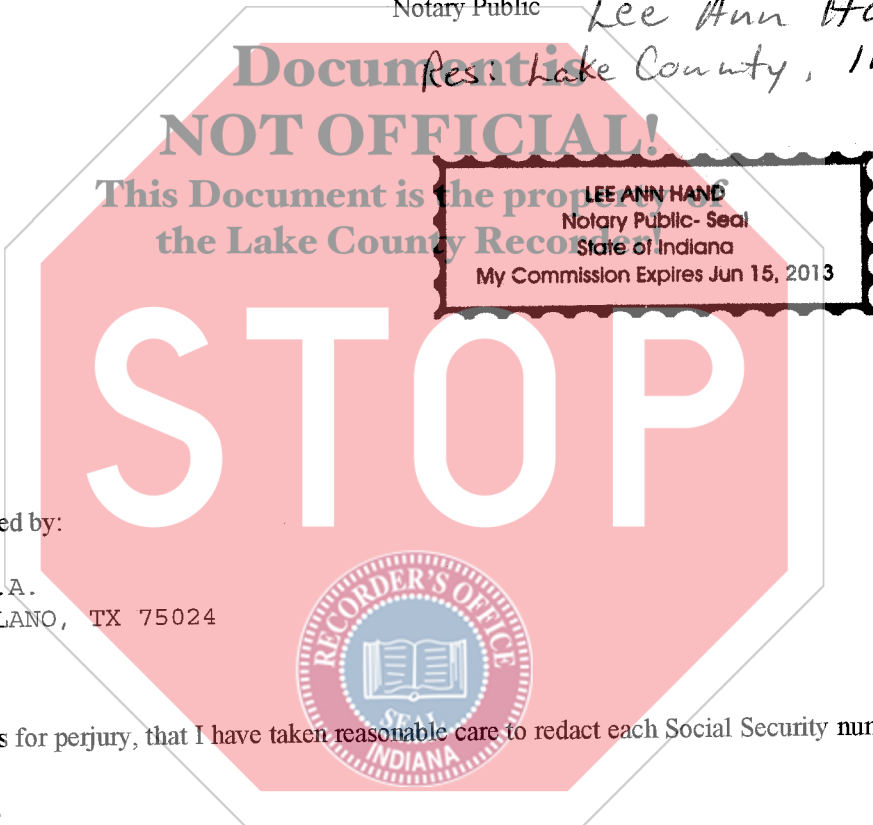 Notary Public Lee Ann
Document is
Res: Lake County,
NOT OFFICIAL!
This Document is the property of
the Lake County Recorder!
LEE ANN HAND
Notary Public- Seal
State of Indiana
My Commission Expires Jun 15, 2013
STOP
ed by:
.A.
LANO, TX 75024
RECORDER'S OFFICE
SEAL
INDIANA
s for perjury, that I have taken reasonable care to redact each Social Security